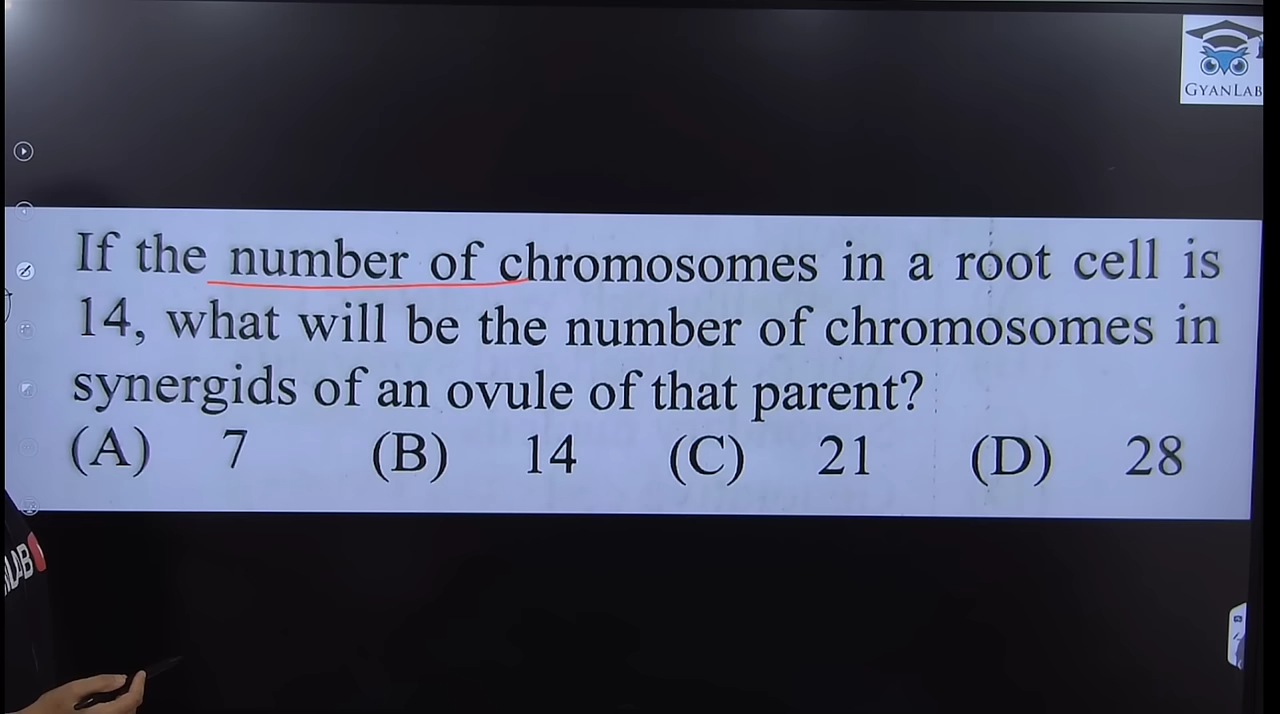 GYANLAB
If the number of chromosomes in a root cell is
14, what will be the number of chromosomes in
synergids of an ovule of that parent?
(A) 7 (B) 14 (C) 21 (D) 28